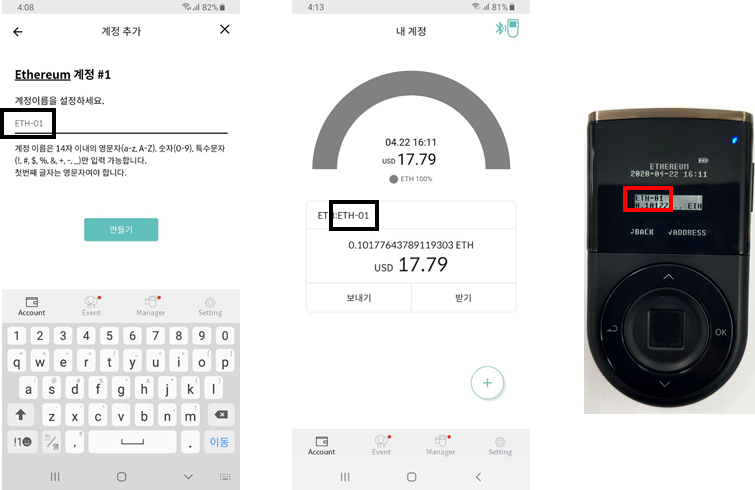 4:08
82%
계정 추가
Ethereum 계정 #1
계정이름을 설정하세요.
ETH-01
계정 이름은 14자 이내의 영문자(a-z, A-Z), 숫자(0-9), 특수문자
(!, #, $, %, &, +, -, _)만 입력 가능합니다.
첫번째 글자는 영문자여야 합니다.
만들기
Account Event Manager Setting
1 2 3 4 5 6 7 8 9 0
q w e r t y u i o p
a s d f g h j k l
z x c v b n m
!1☻ 한/영 , . 이동
4:13
81%
내 계정
04.22 16:11
USD 17.79
ETH 100%
ETH:ETH-01
0.10177643789119303 ETH
USD 17.79
보내기 받기
+
Account Event Manager Setting
ETHEREUM
2020-04-22 16:11
ETH-01
0.10177... ETH
BACK ADDRESS
OK